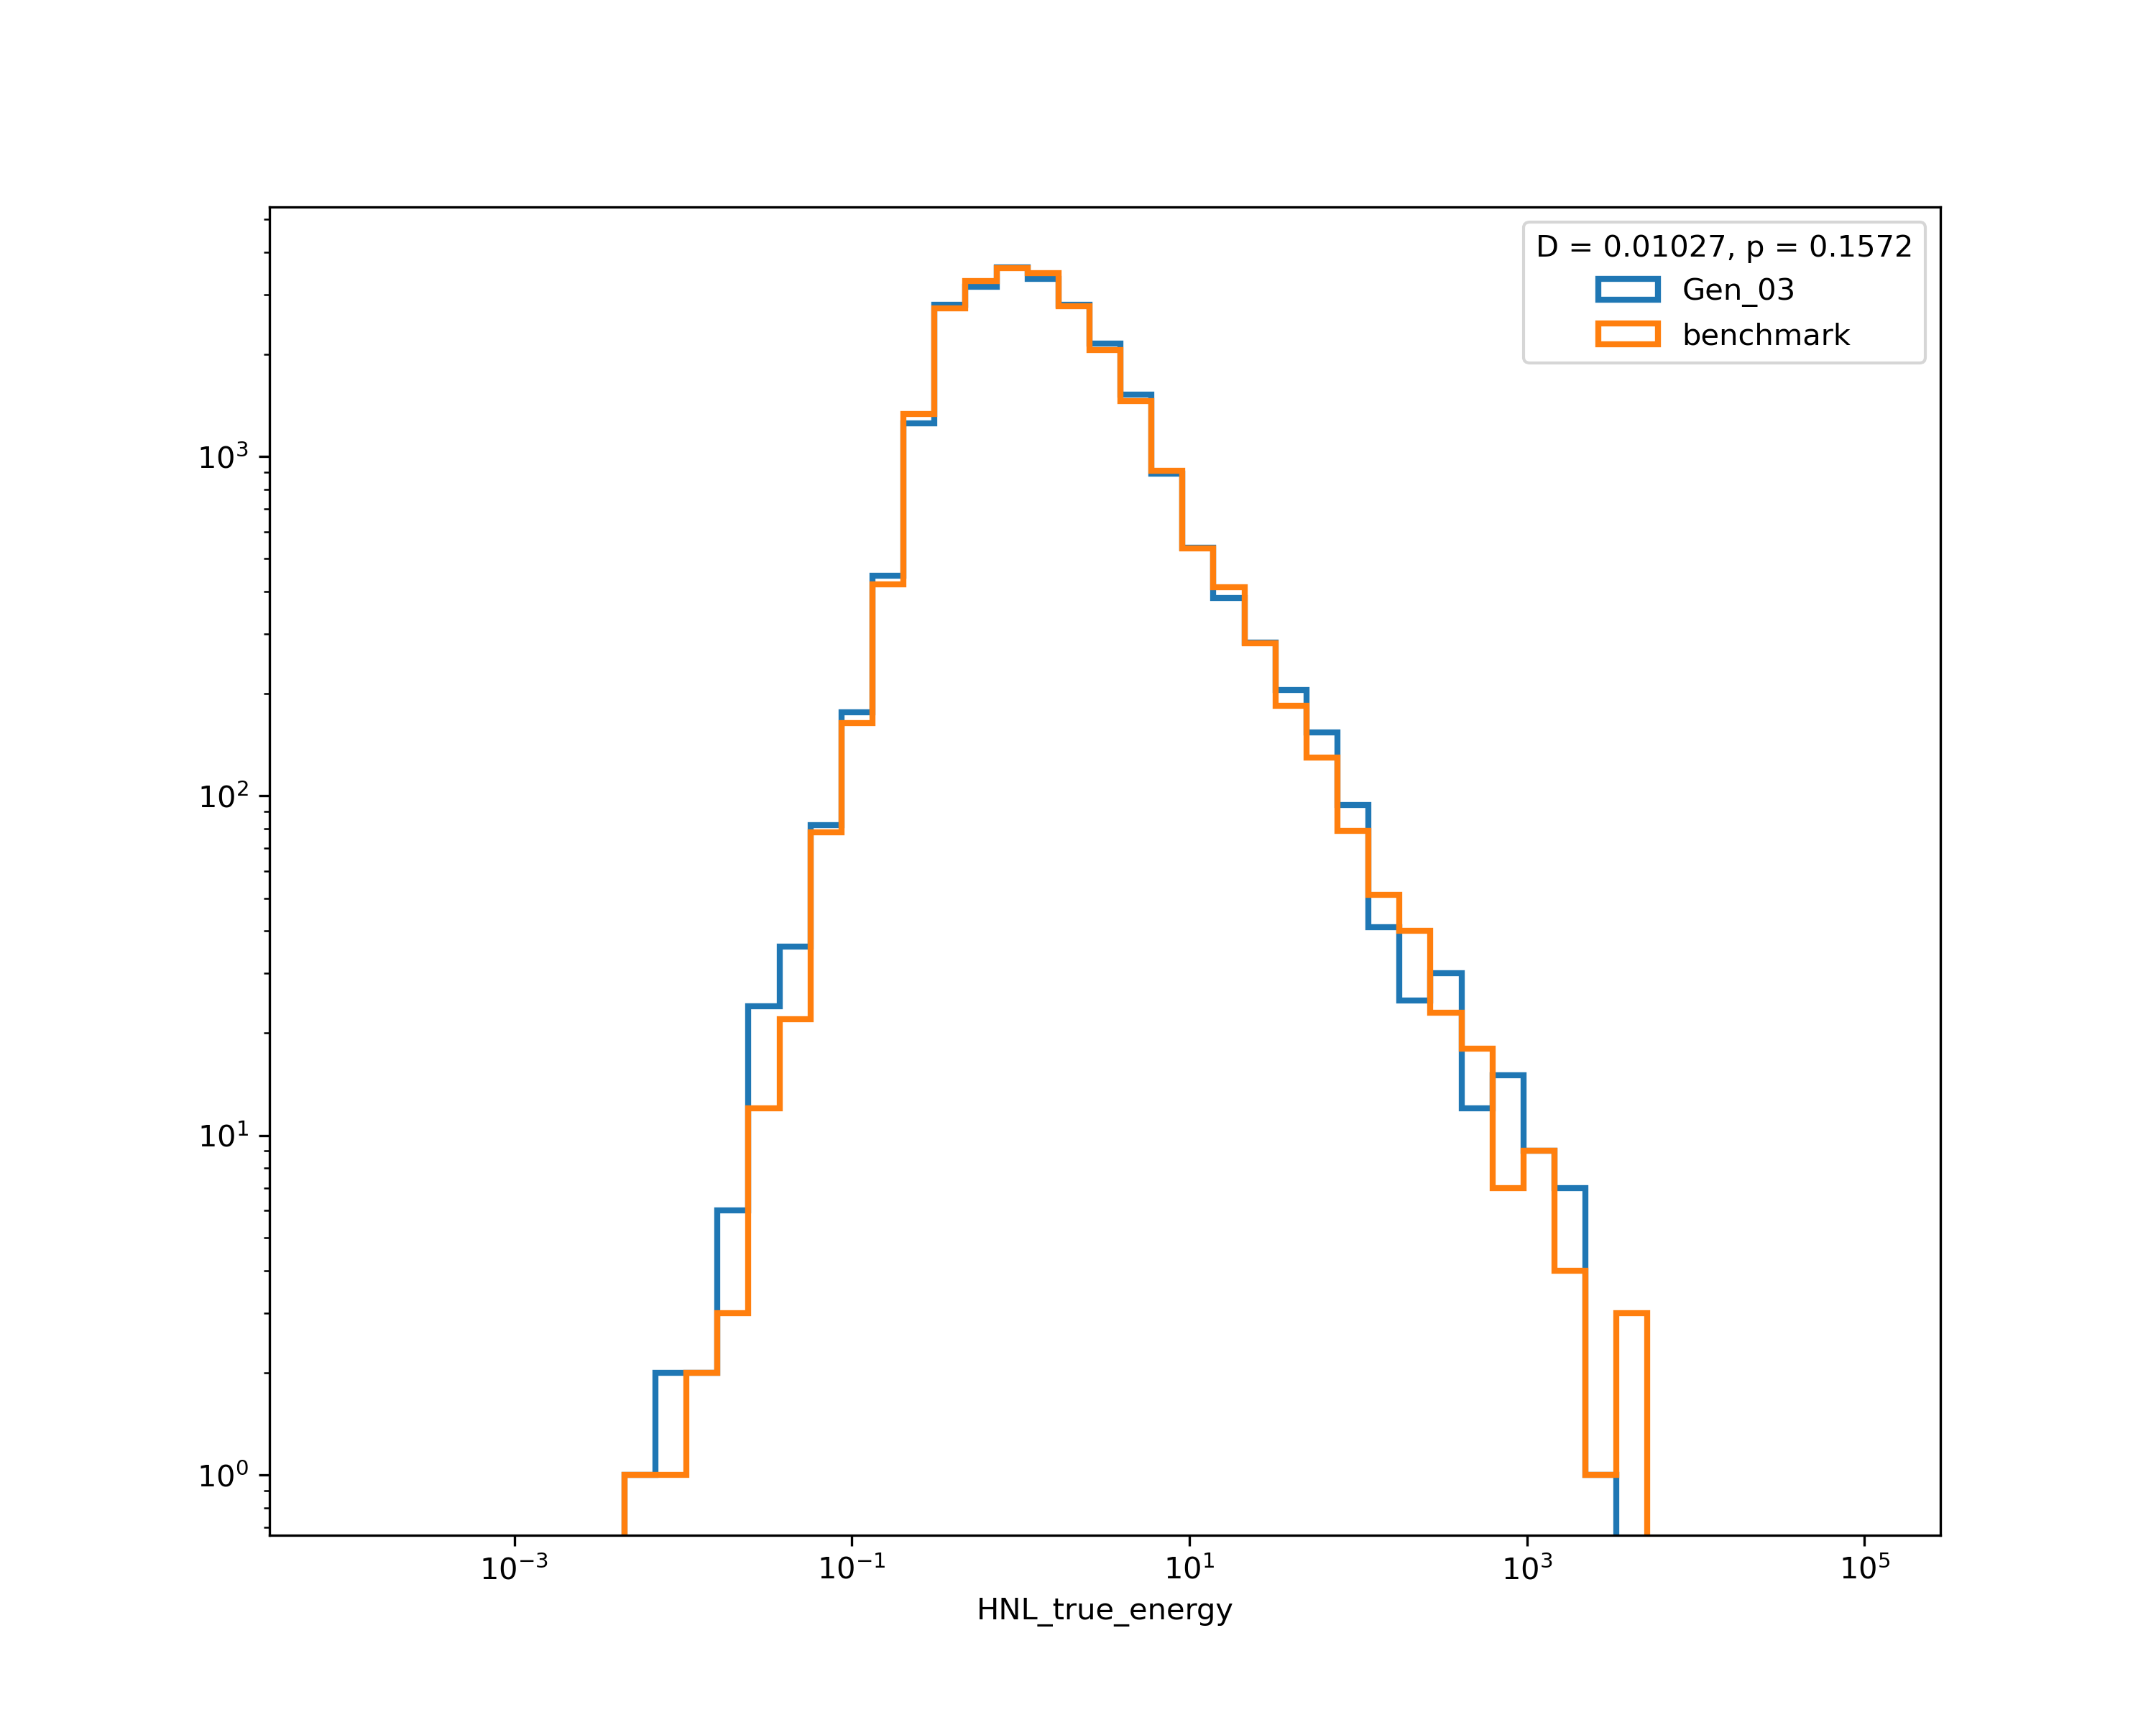 D = 0.01027, p = 0.1572
Gen_03
benchmark
10³
10²
10¹
10⁰
10⁻³ 10⁻¹ 10¹ 10³ 10⁵
HNL_true_energy